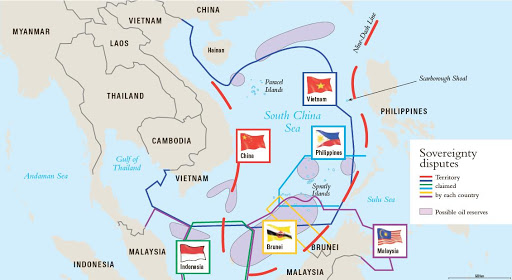 CHINA
VIETNAM
MYANMAR
LAOS
Hainan
Nine-Dash Line
Paracel
Islands
Vietnam
Scarborough Shoal
THAILAND
South China
Sea
PHILIPPINES
CAMBODIA
China
Philippines
Gulf of
Thailand
Andaman Sea
VIETNAM
Spratly
Islands
Sulu Sea
Sovereignty
disputes
Territory
claimed
by each country
Possible oil reserves
MALAYSIA
Indonesia
Brunei
BRUNEI
Malaysia
INDONESIA
MALAYSIA